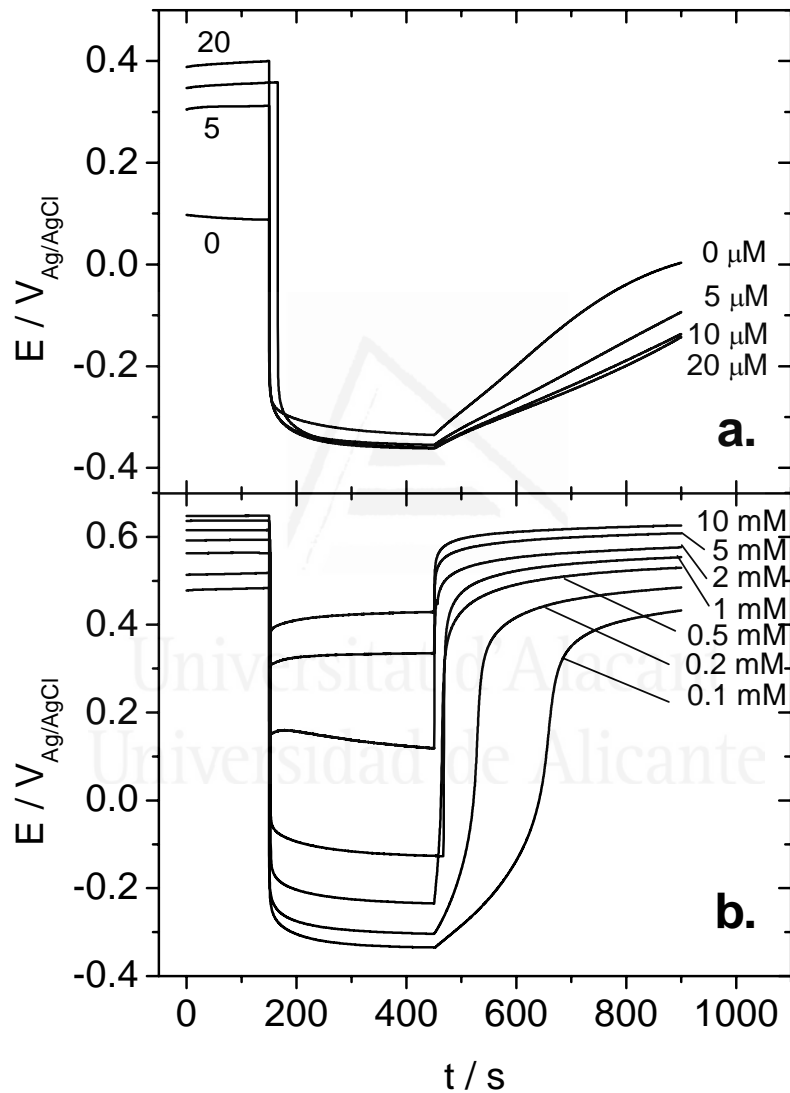 20
5
0
0.4
0.2
0.0
-0.2
-0.4
E / V Ag/AgCl
0 μM
5 μM
10 μM
20 μM
a.
0.6
0.4
0.2
0.0
-0.2
-0.4
E / V Ag/AgCl
10 mM
5 mM
2 mM
1 mM
0.5 mM
0.2 mM
0.1 mM
Universitat d'Alacant
Universidad de Alicante
b.
0 200 400 600 800 1000
t / s